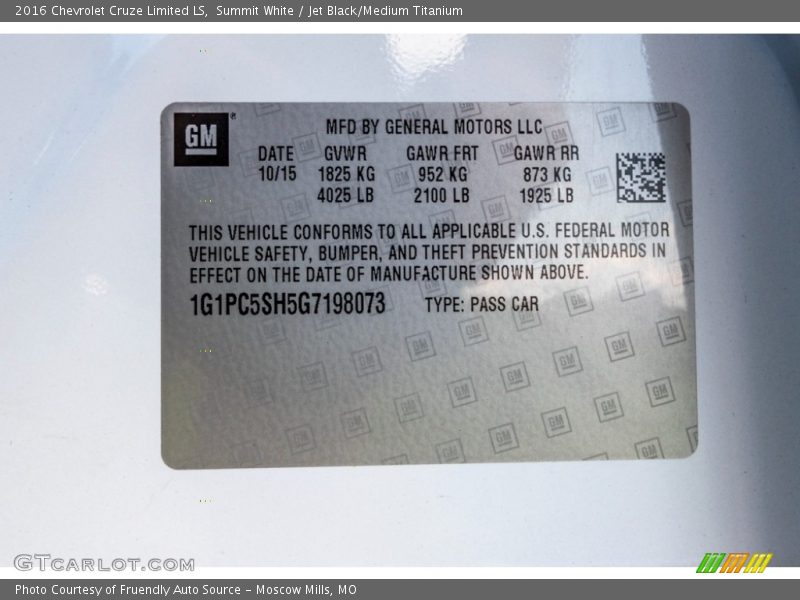 2016 Chevrolet Cruze Limited LS, Summit White / Jet Black/Medium Titanium
GM
MFD BY GENERAL MOTORS LLC
DATE GVWR GAWR FRT GAWR RR
10/15 1825 KG 952 KG 873 KG
4025 LB 2100 LB 1925 LB
THIS VEHICLE CONFORMS TO ALL APPLICABLE U.S. FEDERAL MOTOR
VEHICLE SAFETY, BUMPER, AND THEFT PREVENTION STANDARDS IN
EFFECT ON THE DATE OF MANUFACTURE SHOWN ABOVE.
1G1PC5SH5G7198073 TYPE: PASS CAR
GTCARLOT.COM
Photo Courtesy of Fruendly Auto Source - Moscow Mills, MO